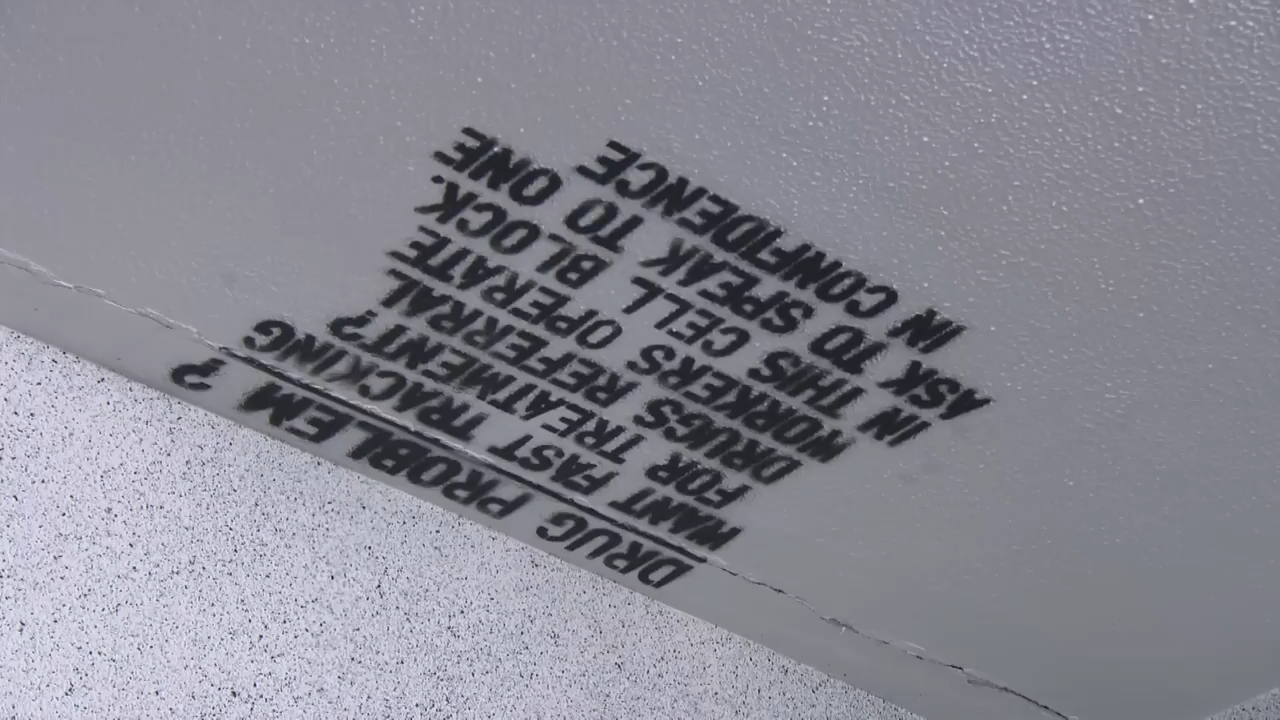 DRUG PROBLEM ?
WANT FAST TRACKING
FOR TREATMENT?
DRUGS REFERRAL
WORKERS OPERATE
IN THIS CELL BLOCK.
ASK TO SPEAK TO ONE
IN CONFIDENCE